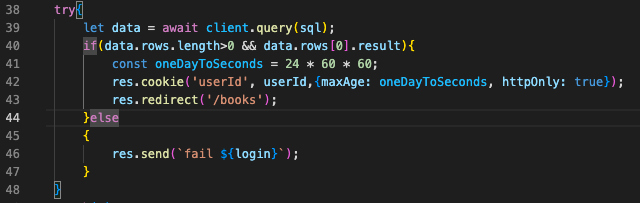 38 try{
39 let data = await client.query(sql);
40 if(data.rows.length>0 && data.rows[0].result){
41 const oneDayToSeconds = 24 * 60 * 60;
42 res.cookie('userId', userId,{maxAge: oneDayToSeconds, httpOnly: true});
43 res.redirect('/books');
44 }else
45 {
46 res.send(`fail ${login}`);
47 }
48 }